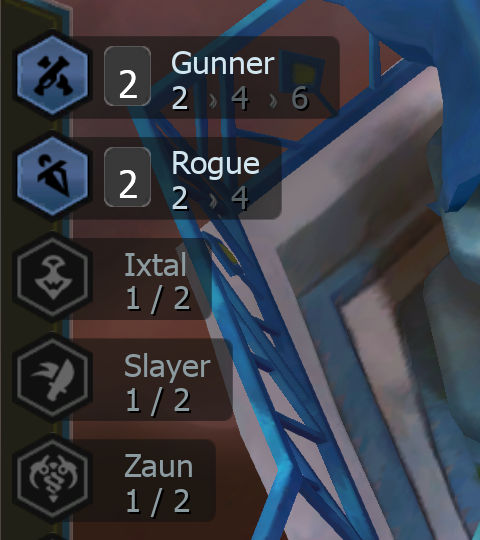 2 Gunner
2 › 4 › 6
2 Rogue
2 › 4
Ixtal
1 / 2
Slayer
1 / 2
Zaun
1 / 2